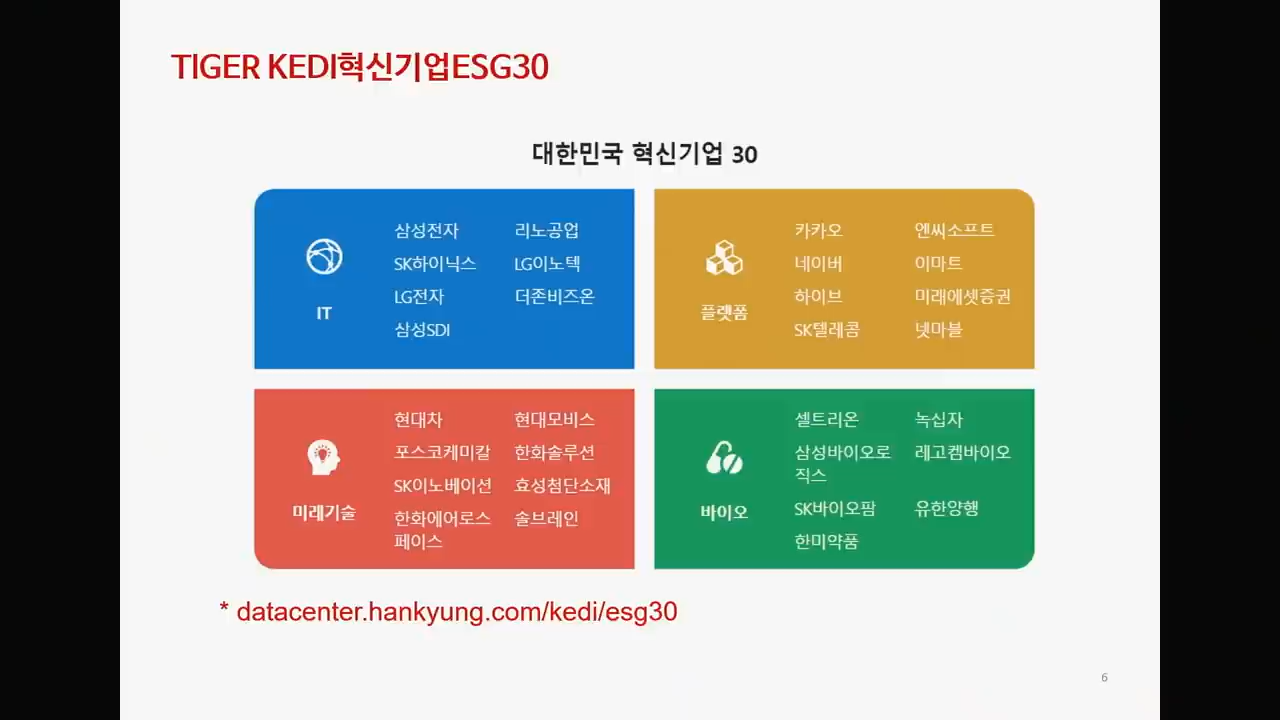 TIGER KEDI혁신기업ESG30
대한민국 혁신기업 30
IT
삼성전자 리노공업
SK하이닉스 LG이노텍
LG전자 더존비즈온
삼성SDI
플랫폼
카카오 엔씨소프트
네이버 이마트
하이브 미래에셋증권
SK텔레콤 넷마블
미래기술
현대차 현대모비스
포스코케미칼 한화솔루션
SK이노베이션 효성첨단소재
한화에어로스 솔브레인
페이스
바이오
셀트리온 녹십자
삼성바이오로 레고켐바이오
직스
SK바이오팜 유한양행
한미약품
* datacenter.hankyung.com/kedi/esg30
6